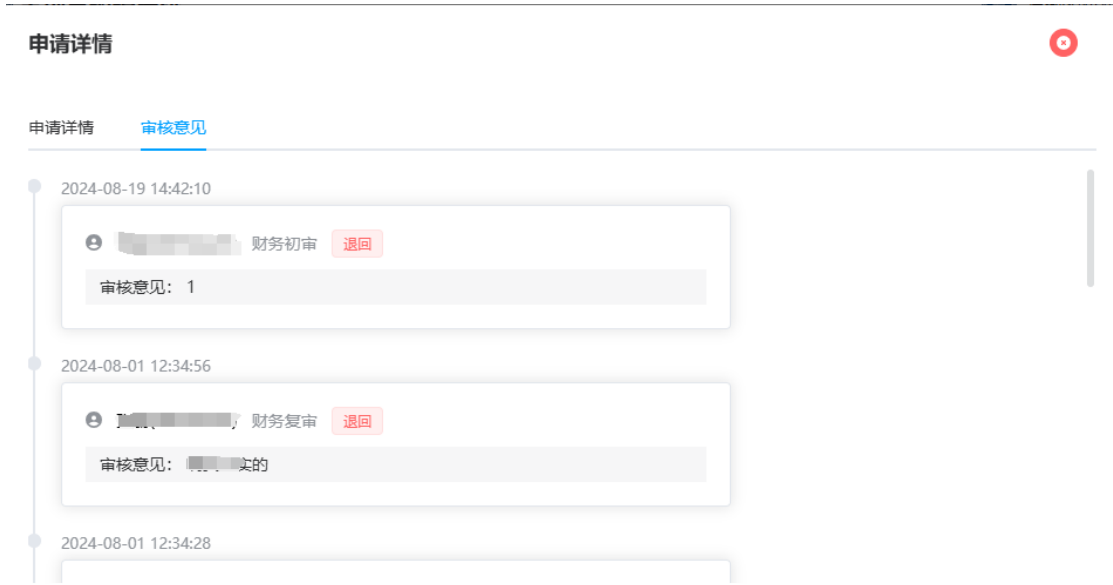 申请详情
申请详情 审核意见
2024-08-19 14:42:10
财务初审 退回
审核意见： 1
2024-08-01 12:34:56
财务复审 退回
审核意见： 实的
2024-08-01 12:34:28